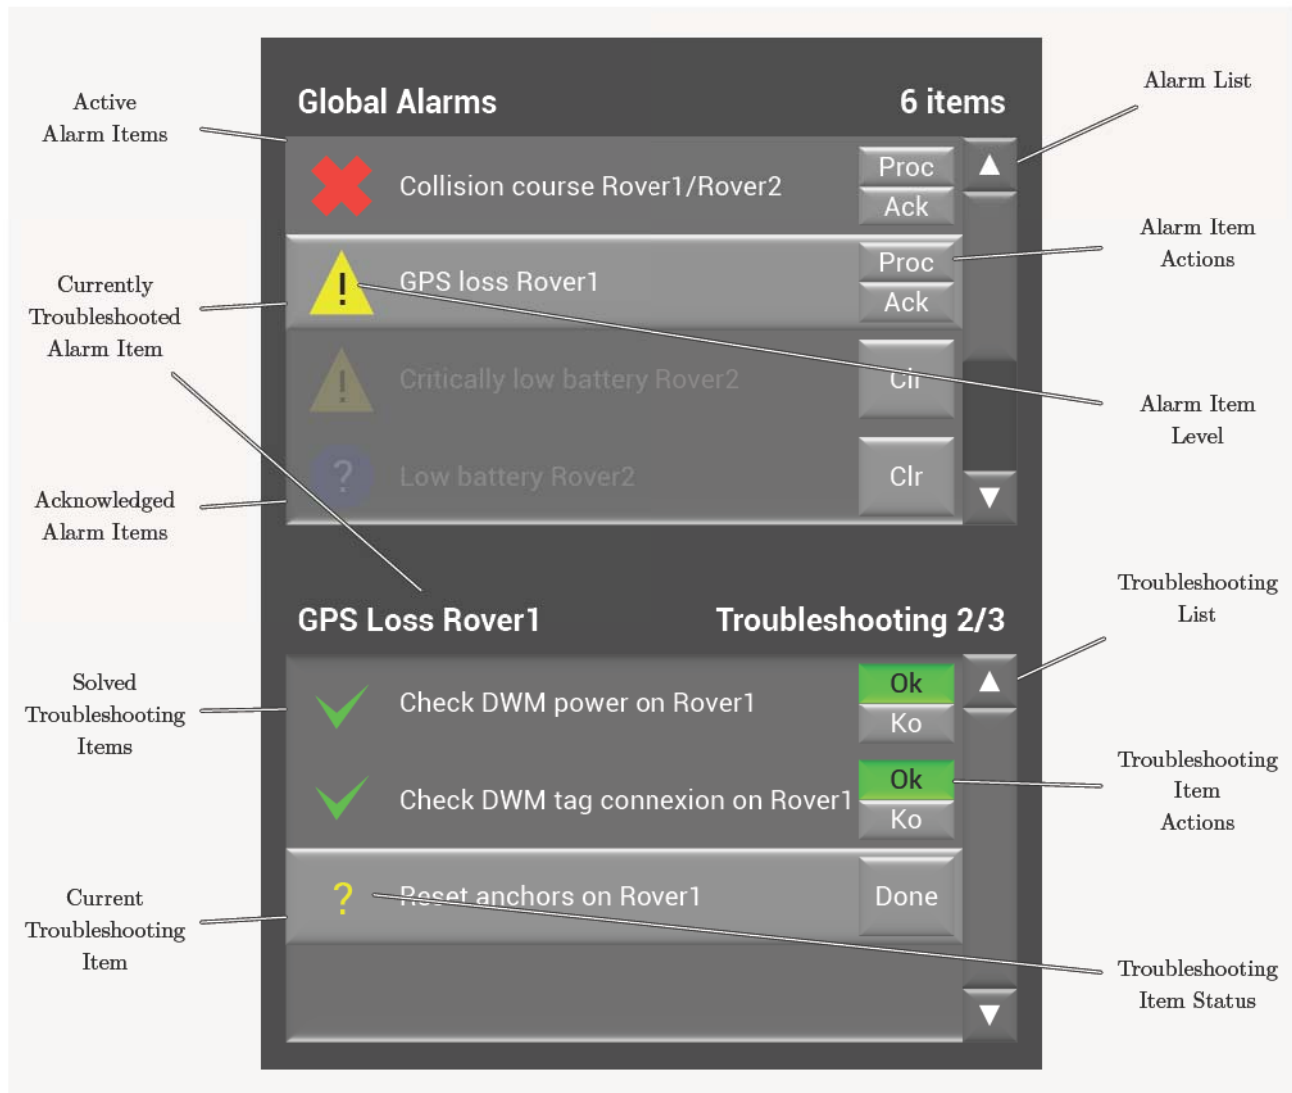 Active
Alarm Items
Currently
Troubleshooted
Alarm Item
Acknowledged
Alarm Items
Solved
Troubleshooting
Items
Current
Troubleshooting
Item
Global Alarms 6 items
Collision course Rover1/Rover2
Proc
Ack
▲
GPS loss Rover1
Proc
Ack
Critically low battery Rover2
Clr
Low battery Rover2
Clr
▼
GPS Loss Rover1 Troubleshooting 2/3
Check DWM power on Rover1
Ok
Ko
▲
Check DWM tag connexion on Rover1
Ok
Ko
? Reset anchors on Rover1 Done
▼
Alarm List
Alarm Item
Actions
Alarm Item
Level
Troubleshooting
List
Troubleshooting
Item
Actions
Troubleshooting
Item Status